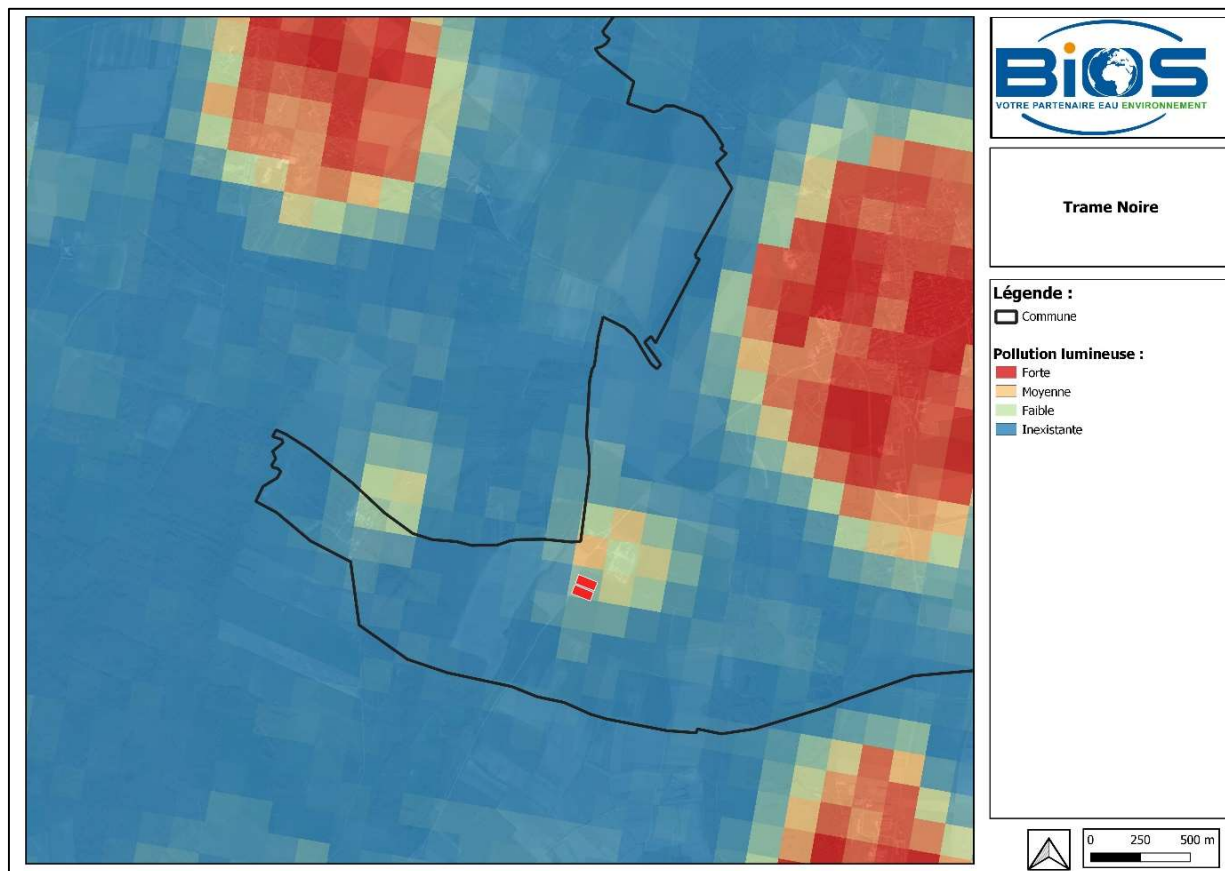 BiOS
VOTRE PARTENAIRE EAU ENVIRONNEMENT
Trame Noire
Légende :
Commune
Pollution lumineuse :
Forte
Moyenne
Faible
Inexistante
0 250 500 m